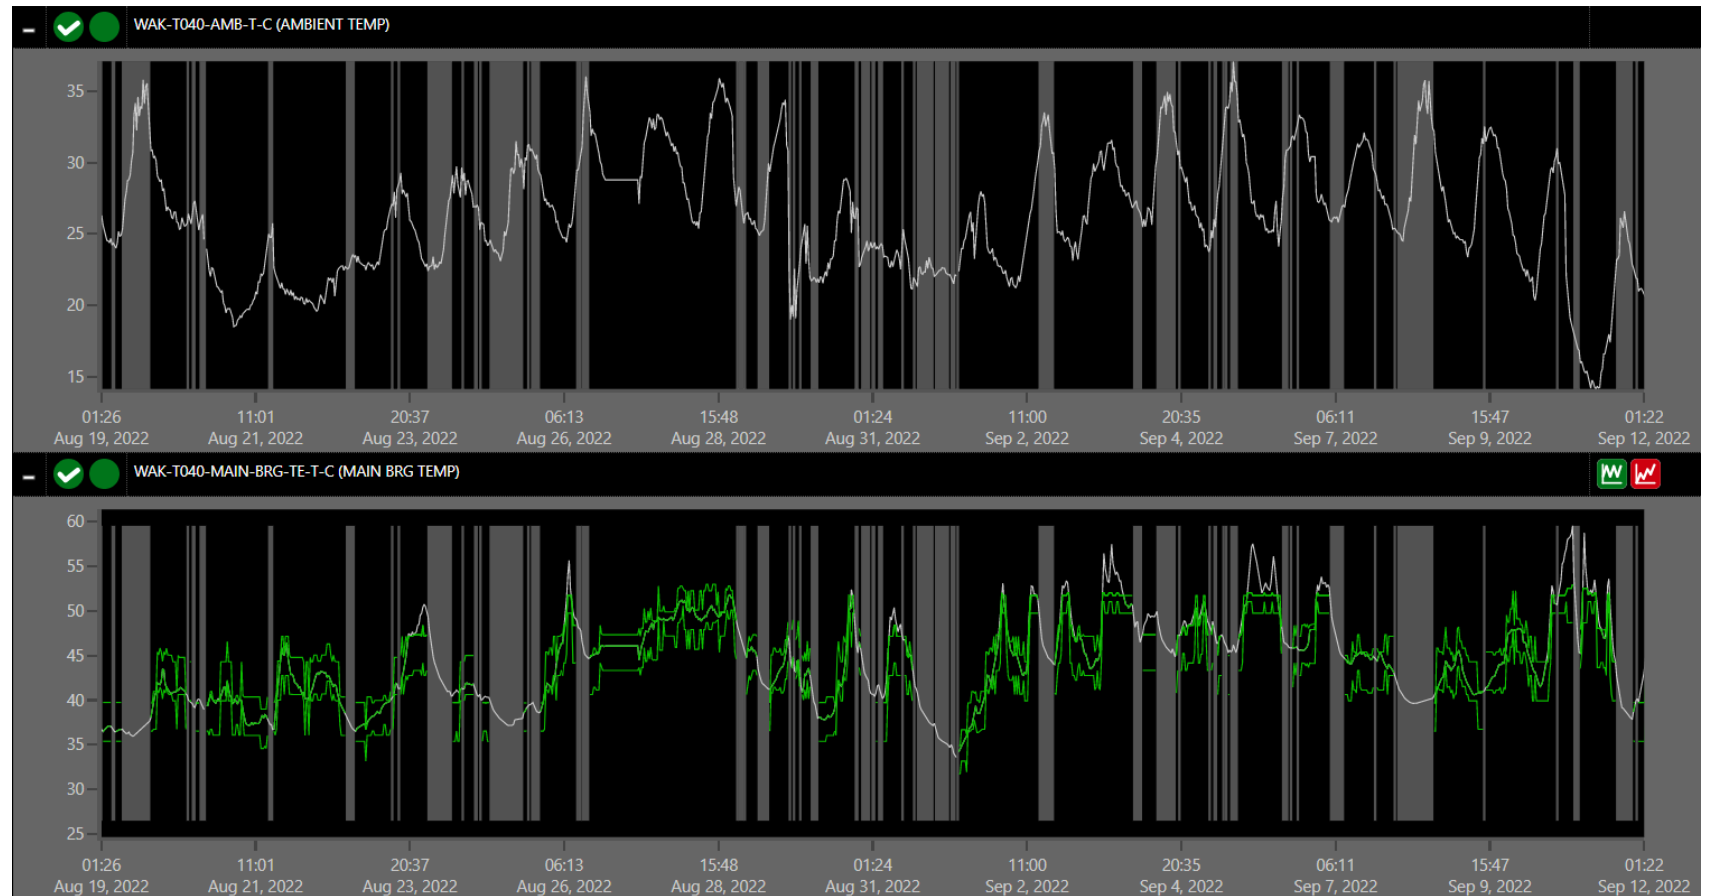 WAK-T040-AMB-T-C (AMBIENT TEMP)
35
30
25
20
15
01:26 11:01 20:37 06:13 15:48 01:24 11:00 20:35 06:11 15:47 01:22
Aug 19, 2022 Aug 21, 2022 Aug 23, 2022 Aug 26, 2022 Aug 28, 2022 Aug 31, 2022 Sep 2, 2022 Sep 4, 2022 Sep 7, 2022 Sep 9, 2022 Sep 12, 2022
WAK-T040-MAIN-BRG-TE-T-C (MAIN BRG TEMP)
60
55
50
45
40
35
30
25
01:26 11:01 20:37 06:13 15:48 01:24 11:00 20:35 06:11 15:47 01:22
Aug 19, 2022 Aug 21, 2022 Aug 23, 2022 Aug 26, 2022 Aug 28, 2022 Aug 31, 2022 Sep 2, 2022 Sep 4, 2022 Sep 7, 2022 Sep 9, 2022 Sep 12, 2022